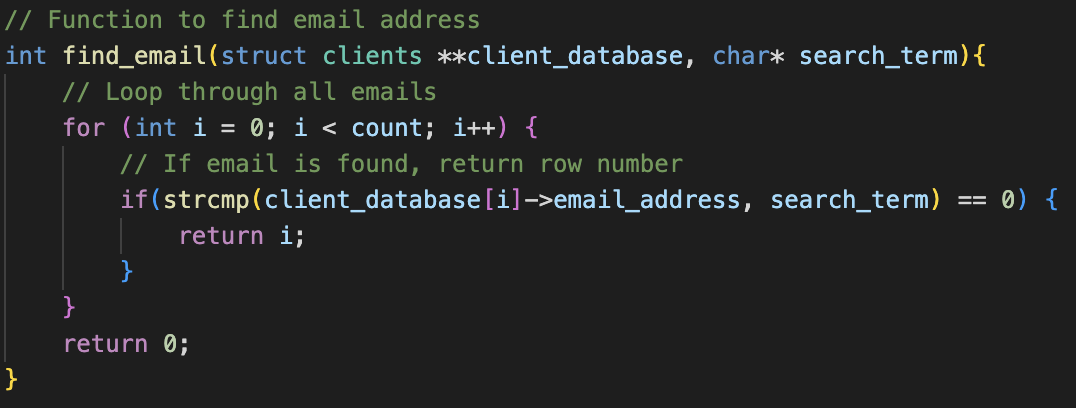 // Function to find email address
int find_email(struct clients **client_database, char* search_term){
    // Loop through all emails
    for (int i = 0; i < count; i++) {
        // If email is found, return row number
        if(strcmp(client_database[i]->email_address, search_term) == 0) {
            return i;
        }
    }
    return 0;
}